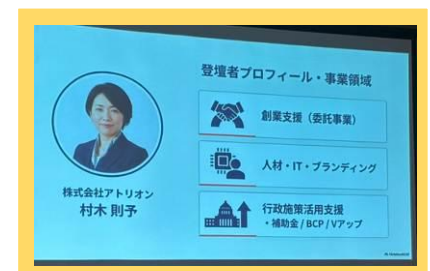 登壇者プロフィール・事業領域
創業支援（委託事業）
人材・IT・ブランディング
行政施策活用支援
・補助金 / BCP / Vアップ
株式会社アトリオン
村木 則予